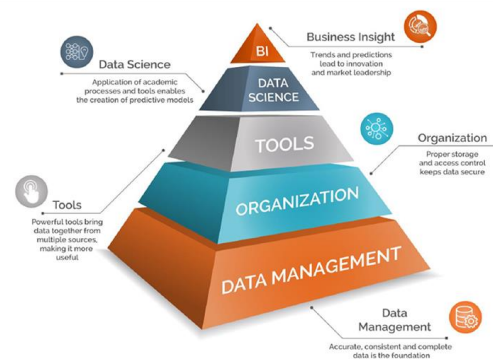 Business Insight
Trends and predictions
lead to innovation
and market leadership
BI
Data Science
Application of academic
processes and tools enables
the creation of predictive models
DATA
SCIENCE
TOOLS
Organization
Proper storage
and access control
keeps data secure
Tools
Powerful tools bring
data together from
multiple sources,
making it more
useful
ORGANIZATION
DATA MANAGEMENT
Data
Management
Accurate, consistent and complete
data is the foundation